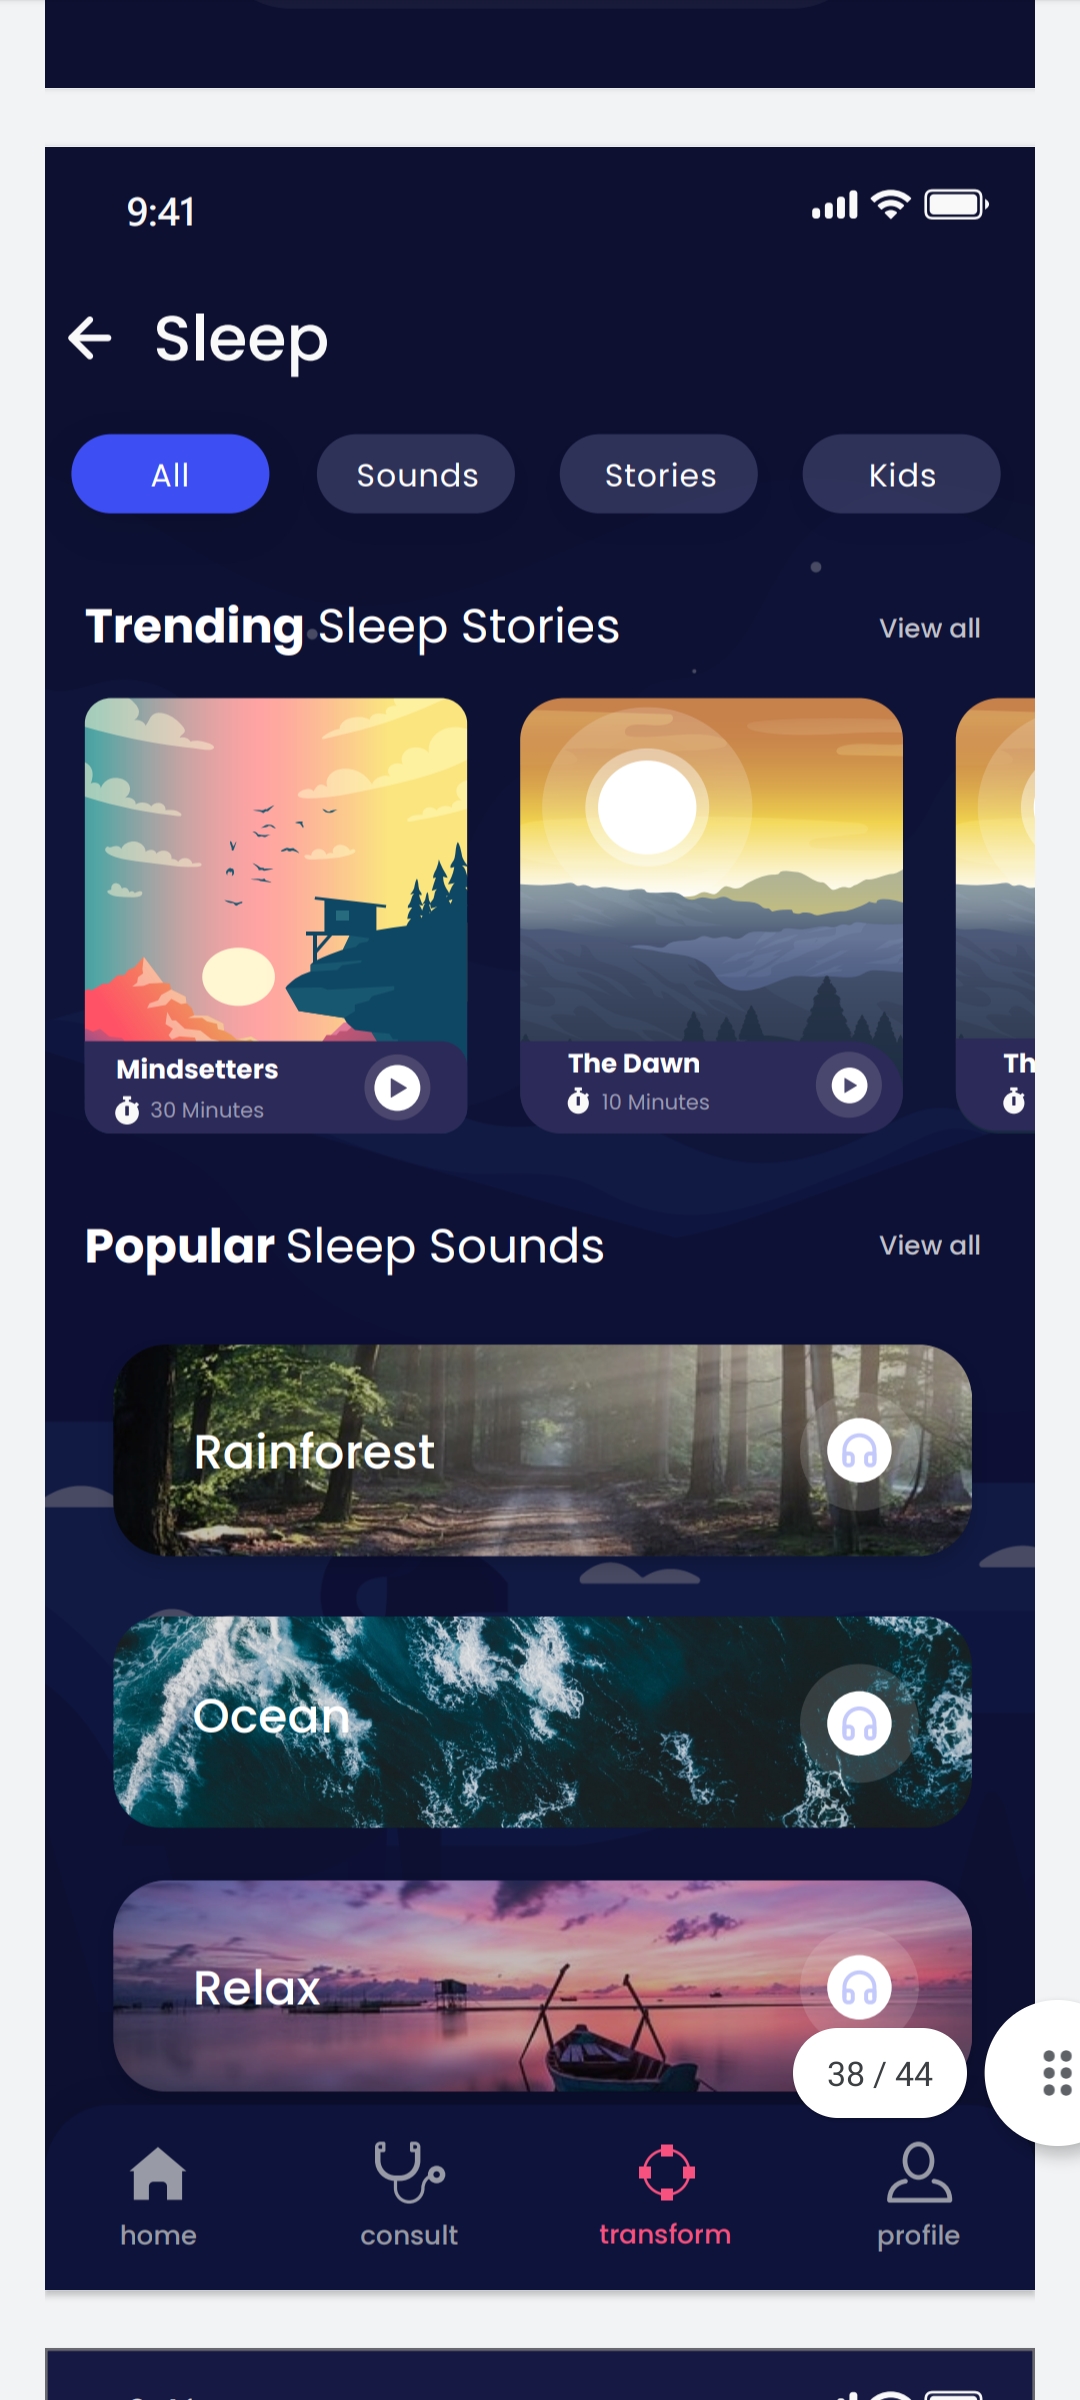 9:41
Sleep
All
Sounds
Stories
Kids
Trending Sleep Stories
View all
Mindsetters
30 Minutes
The Dawn
10 Minutes
Th
Popular Sleep Sounds
View all
Rainforest
Ocean
Relax
38 / 44
home
consult
transform
profile